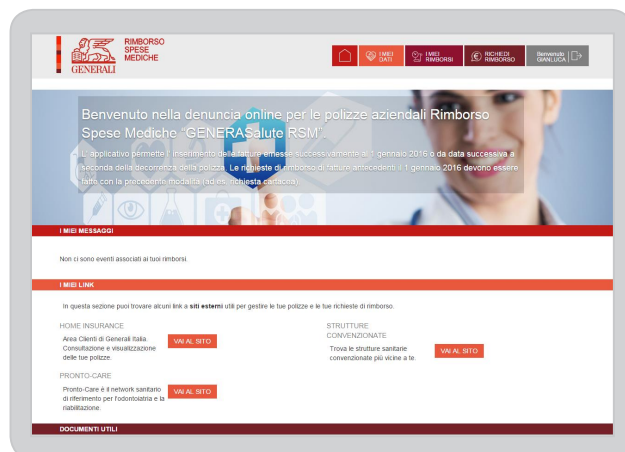 RIMBORSO
SPESE
MEDICHE
GENERALI
I MIEI
DATI
I MIEI
RIMBORSI
RICHIEDI
RIMBORSO
Benvenuto
GIANLUCA
Benvenuto nella denuncia online per le polizze aziendali Rimborso
Spese Mediche "GENERASalute RSM".
L' applicativo permette l' inserimento delle fatture emesse successivamente al 1 gennaio 2016 o da data successiva a
seconda della decorrenza della polizza. Le richieste di rimborso di fatture antecedenti il 1 gennaio 2016 devono essere
fatte con la precedente modalità (ad es. richiesta cartacea).
I MIEI MESSAGGI
Non ci sono eventi associati ai tuoi rimborsi.
I MIEI LINK
In questa sezione puoi trovare alcuni link a siti esterni utili per gestire le tue polizze e le tue richieste di rimborso.
HOME INSURANCE
Area Clienti di Generali Italia.
Consultazione e visualizzazione
delle tue polizze.
VAI AL SITO
STRUTTURE
CONVENZIONATE
Trova le strutture sanitarie
convenzionate più vicine a te.
VAI AL SITO
PRONTO-CARE
Pronto-Care è il network sanitario
di riferimento per l'odontoiatria e la
riabilitazione.
VAI AL SITO
DOCUMENTI UTILI